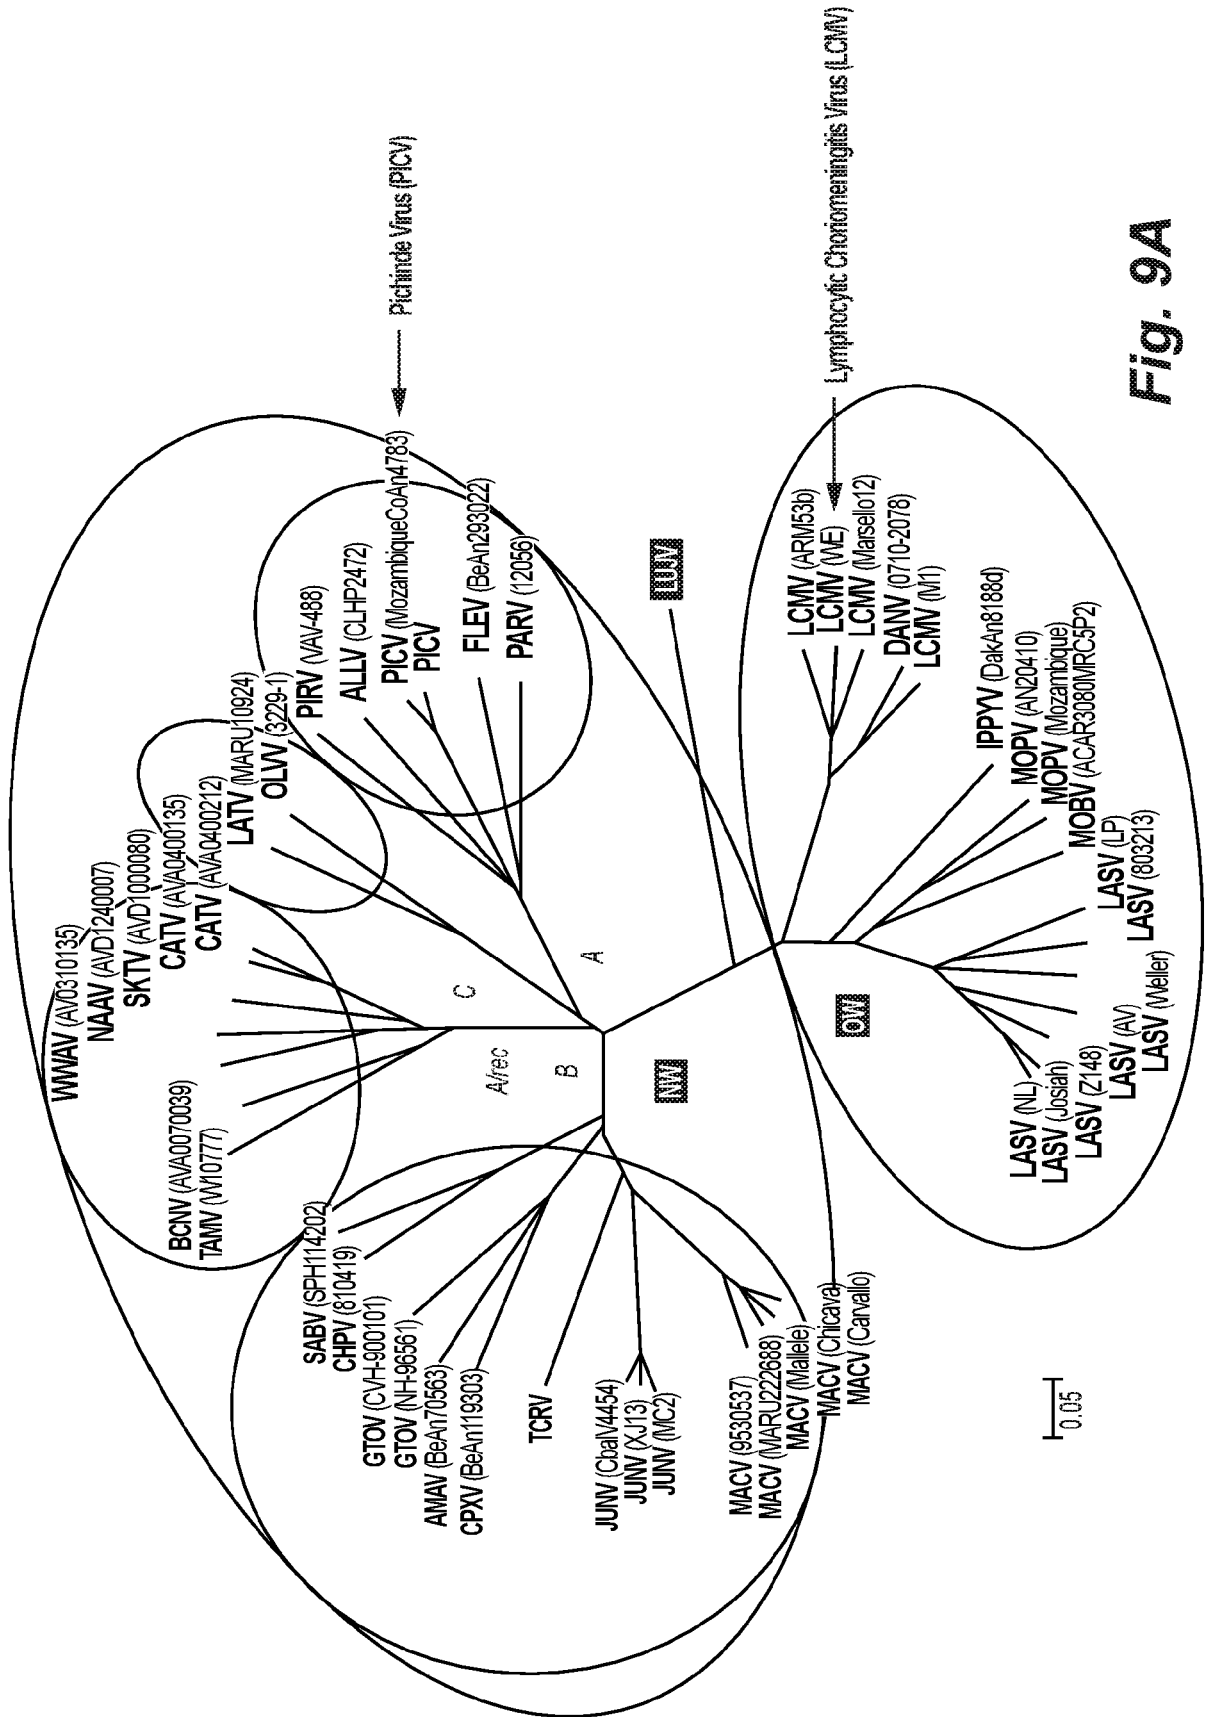 WWAV (AV0310135)
NAAV (AVD1240007)
SKTV (AVD1000080)
CATV (AVA0400135)
CATV (AVA0400212)
LATV (MARU10924)
OLVV (3229-1)
PIRV (VAV-488)
ALLV (CLHP2472)
PICV (MozambiqueCoAn4783)
PICV
FLEV (BeAn293022)
PARV (12056)
Pichinde Virus (PICV)
BCNV (AVA0070039)
TAMV (W10777)
C
A
A/rec
B
NW
LUJV
SABV (SPH114202)
CHPV (810419)
GTOV (CVH-900101)
GTOV (NH-96561)
AMAV (BeAn70563)
CPXV (BeAn119303)
TCRV
JUNV (CbalV4454)
JUNV (XJ13)
JUNV (MC2)
MACV (9530537)
MACV (MARU222688)
MACV (Mallele)
MACV (Chicava)
MACV (Carvallo)
OW
Lymphocytic Choriomeningitis Virus (LCMV)
LCMV (ARM53b)
LCMV (WE)
LCMV (Marsello12)
DANV (0710-2078)
LCMV (M1)
IPPYV (DakAn8188d)
MOPV (AN20410)
MOPV (Mozambique)
MOBV (ACAR3080MRC5P2)
LASV (LP)
LASV (803213)
LASV (NL)
LASV (Josiah)
LASV (Z148)
LASV (AV)
LASV (Weller)
0.05
Fig. 9A